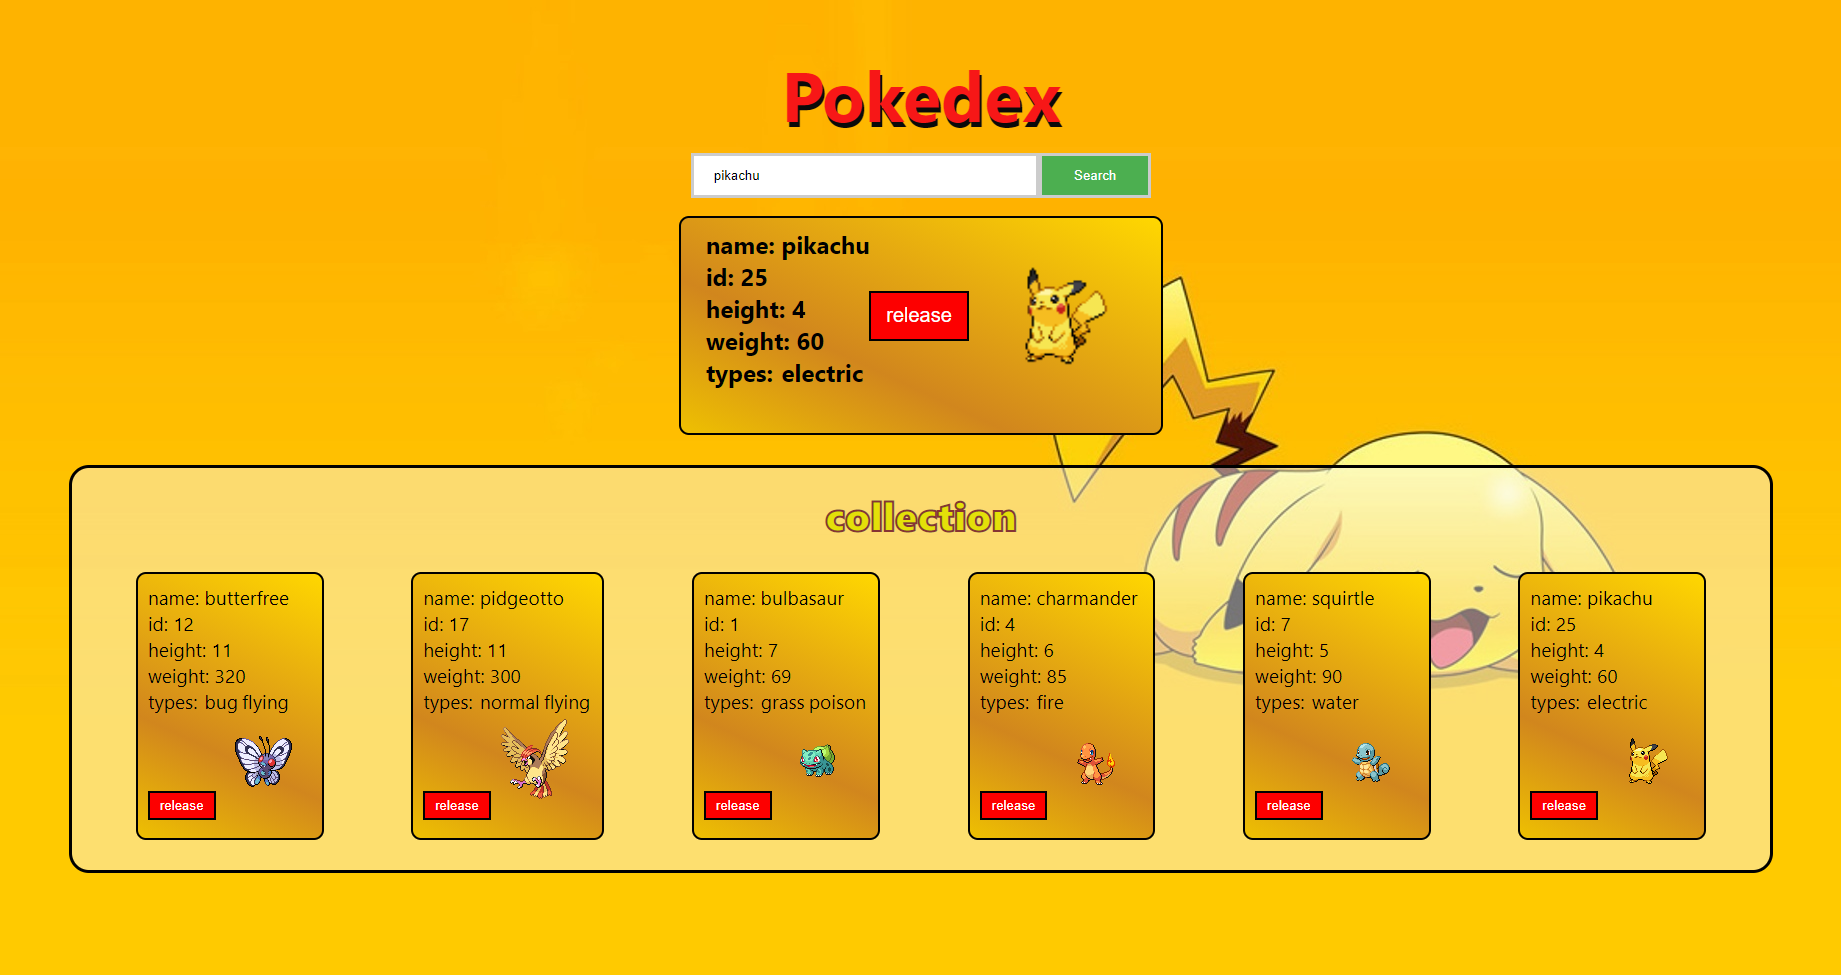 Pokedex
pikachu
Search
name: pikachu
id: 25
height: 4
weight: 60
types: electric
release
collection
name: butterfree
id: 12
height: 11
weight: 320
types: bug flying
release
name: pidgeotto
id: 17
height: 11
weight: 300
types: normal flying
release
name: bulbasaur
id: 1
height: 7
weight: 69
types: grass poison
release
name: charmander
id: 4
height: 6
weight: 85
types: fire
release
name: squirtle
id: 7
height: 5
weight: 90
types: water
release
name: pikachu
id: 25
height: 4
weight: 60
types: electric
release